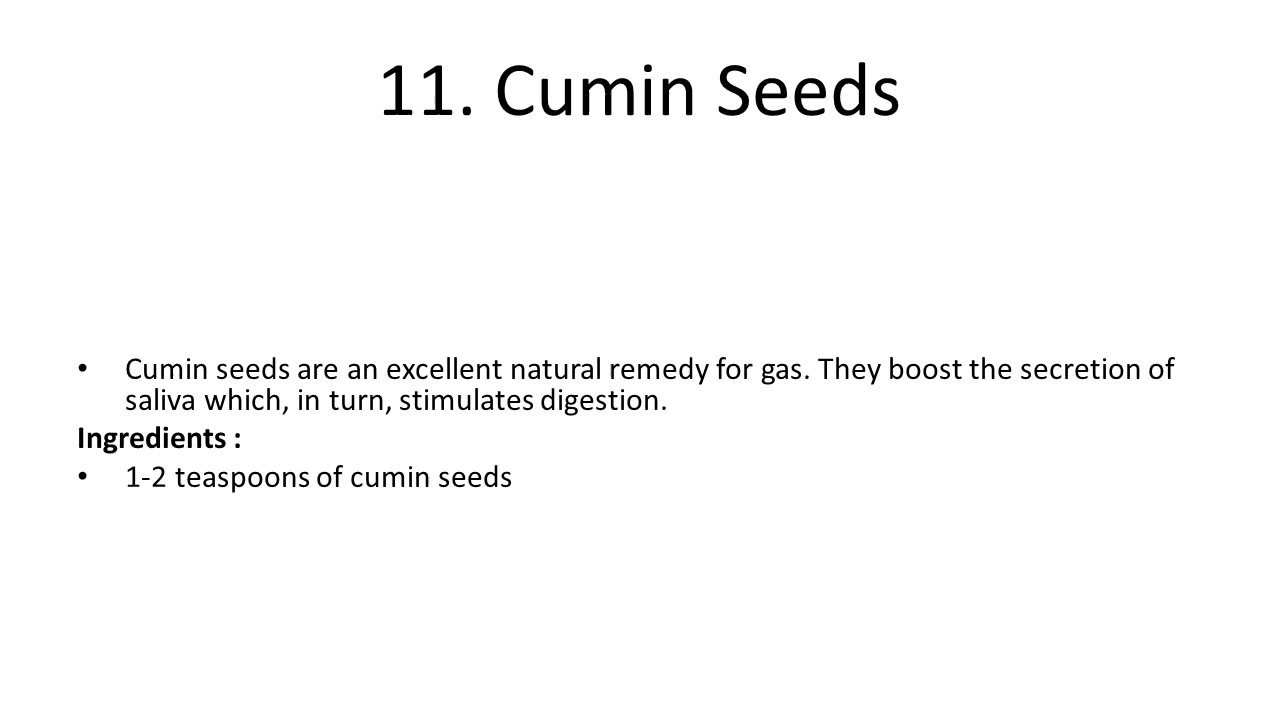 11. Cumin Seeds
• Cumin seeds are an excellent natural remedy for gas. They boost the secretion of
saliva which, in turn, stimulates digestion.
Ingredients :
• 1-2 teaspoons of cumin seeds